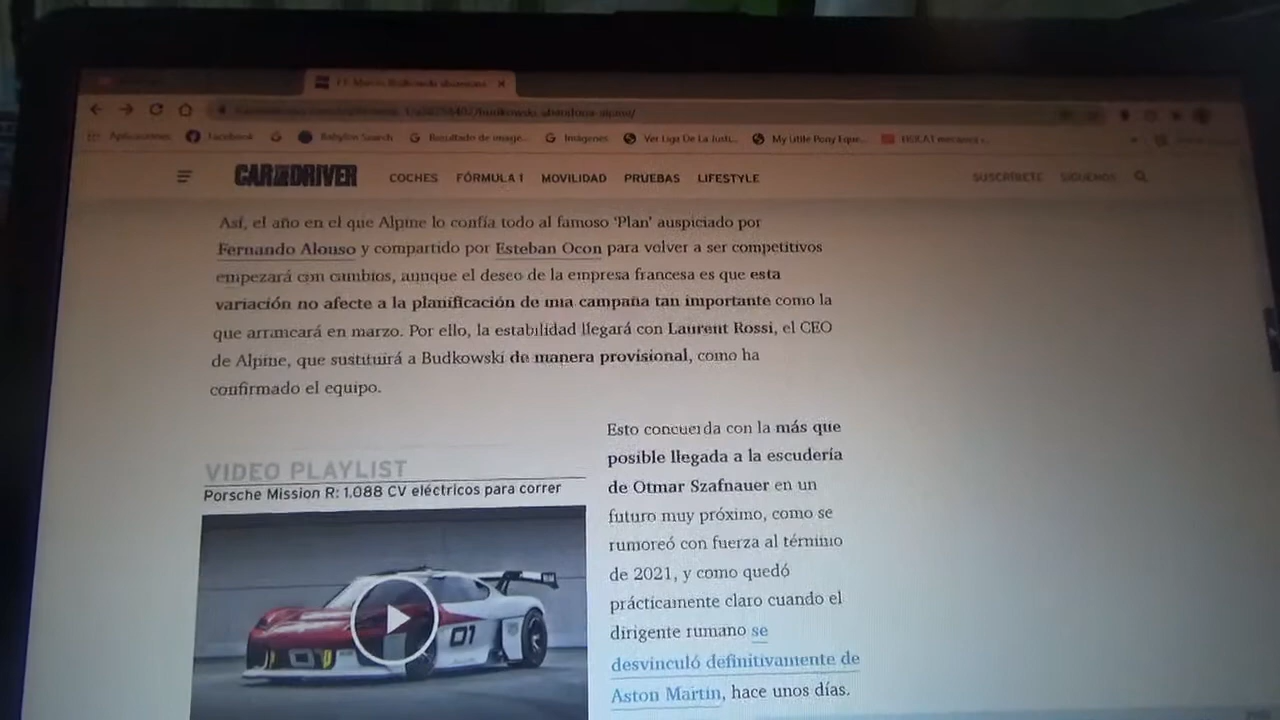 F1: Marcin Budkowski abandona
budkowski-abandona-alpine/
Aplicaciones Facebook G Babylon Search Resultado de image... Imágenes Ver Liga De La Justi... My Little Pony Eque...
CAR AND DRIVER COCHES FÓRMULA 1 MOVILIDAD PRUEBAS LIFESTYLE SUSCRÍBETE SÍGUENOS
Así, el año en el que Alpine lo confía todo al famoso ‘Plan’ auspiciado por
Fernando Alonso y compartido por Esteban Ocon para volver a ser competitivos
empezará con cambios, aunque el deseo de la empresa francesa es que esta
variación no afecte a la planificación de una campaña tan importante como la
que arrancará en marzo. Por ello, la estabilidad llegará con Laurent Rossi, el CEO
de Alpine, que sustituirá a Budkowski de manera provisional, como ha
confirmado el equipo.
VIDEO PLAYLIST
Porsche Mission R: 1.088 CV eléctricos para correr
01
Esto concuerda con la más que
posible llegada a la escudería
de Otmar Szafnauer en un
futuro muy próximo, como se
rumoreó con fuerza al término
de 2021, y como quedó
prácticamente claro cuando el
dirigente rumano se
desvinculó definitivamente de
Aston Martin, hace unos días.